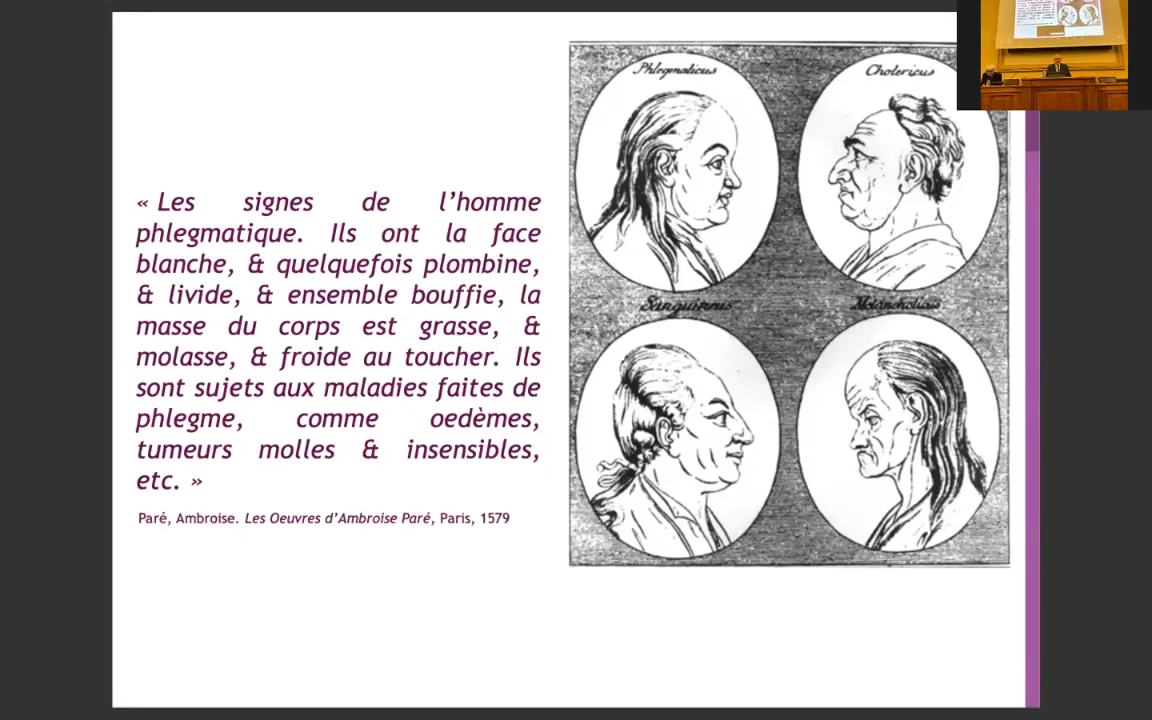 « Les signes de l’homme
phlegmatique. Ils ont la face
blanche, & quelquefois plombine,
& livide, & ensemble bouffie, la
masse du corps est grasse, &
molasse, & froide au toucher. Ils
sont sujets aux maladies faites de
phlegme, comme oedèmes,
tumeurs molles & insensibles,
etc. »
Paré, Ambroise. Les Oeuvres d’Ambroise Paré, Paris, 1579
Phlegmaticus
Cholericus
Sanguineus
Melancholicus